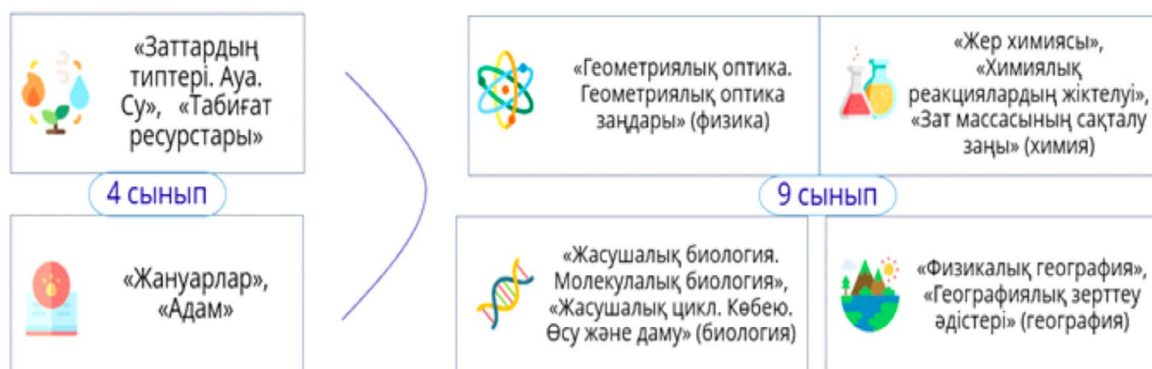 «Заттардың
типтері. Ауа.
Су», «Табиғат
ресурстары»
4 сынып
«Жануарлар»,
«Адам»
«Геометриялық оптика.
Геометриялық оптика
заңдары» (физика)
«Жер химиясы»,
«Химиялық
реакциялардың жіктелуі»,
«Зат массасының сақталу
заңы» (химия)
9 сынып
«Жасушалық биология.
Молекулалық биология»,
«Жасушалық цикл. Көбею.
Өсу және даму» (биология)
«Физикалық география»,
«Географиялық зерттеу
әдістері» (география)